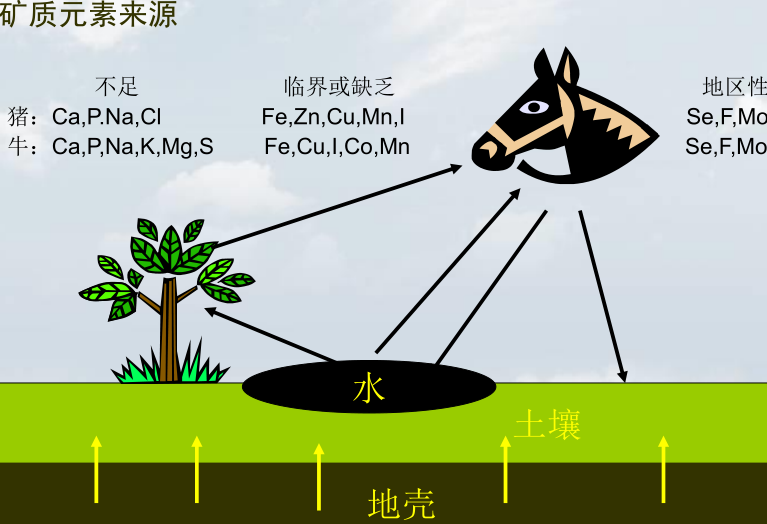 矿质元素来源
不足 临界或缺乏 地区性
猪：Ca,P.Na,Cl Fe,Zn,Cu,Mn,I Se,F,Mo
牛：Ca,P,Na,K,Mg,S Fe,Cu,I,Co,Mn Se,F,Mo
水
土壤
地壳